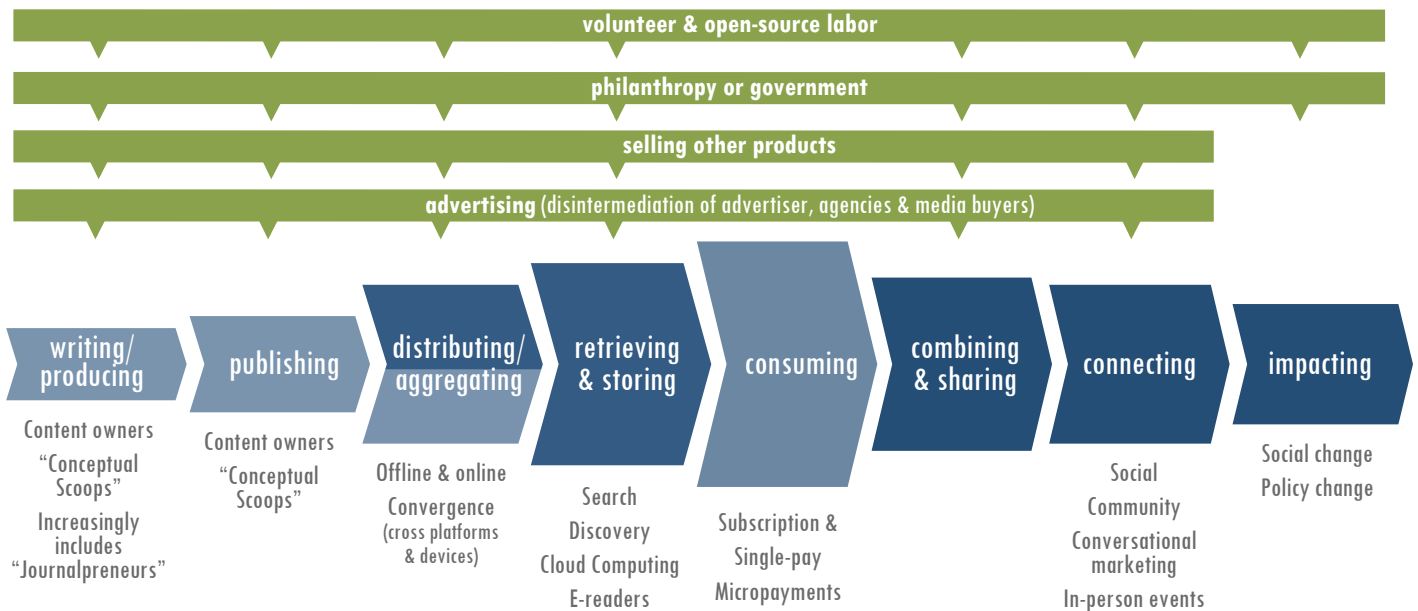 volunteer & open-source labor
philanthropy or government
selling other products
advertising (disintermediation of advertiser, agencies & media buyers)
writing/
producing
publishing
distributing/
aggregating
retrieving
& storing
consuming
combining
& sharing
connecting
impacting
Content owners
“Conceptual
Scoops”
Increasingly
includes
“Journalpreneurs”
Content owners
“Conceptual
Scoops”
Offline & online
Convergence
(cross platforms
& devices)
Search
Discovery
Cloud Computing
E-readers
Subscription &
Single-pay
Micropayments
Social
Community
Conversational
marketing
In-person events
Social change
Policy change